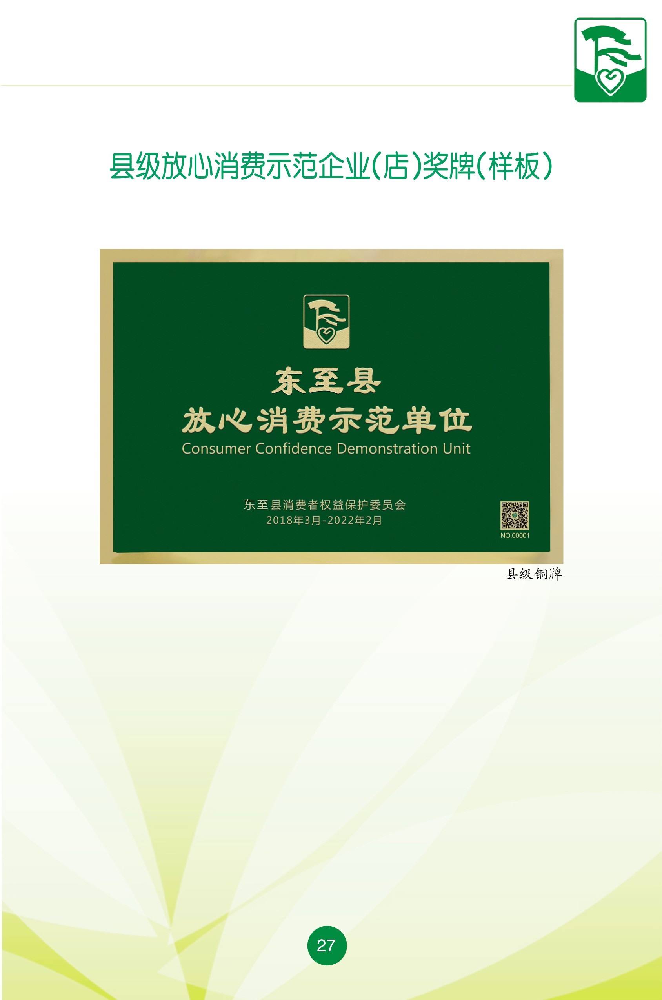 县级放心消费示范企业(店)奖牌(样板)
东至县
放心消费示范单位
Consumer Confidence Demonstration Unit
东至县消费者权益保护委员会
2018年3月-2022年2月
NO.00001
县级铜牌
27